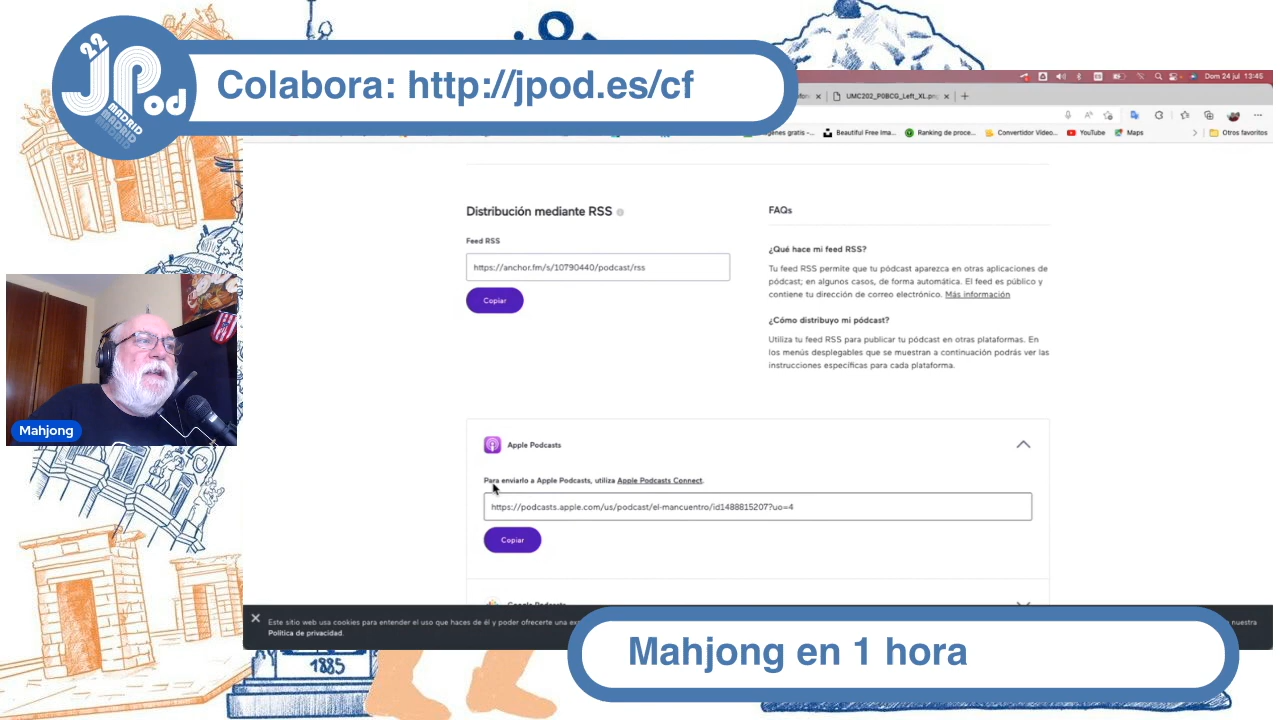 22
JPod
MADRID
MADRID
MADRID
Colabora: http://jpod.es/cf
Dom 24 jul 13:45
UMC202_P0BCG_Left_XL.pn
Beautiful Free Ima...
Ranking de proce...
Convertidor Video...
YouTube
Maps
Otros favoritos
Distribución mediante RSS
Feed RSS
https://anchor.fm/s/10790440/podcast/rss
Copiar
FAQs
¿Qué hace mi feed RSS?
Tu feed RSS permite que tu pódcast aparezca en otras aplicaciones de
pódcast; en algunos casos, de forma automática. El feed es público y
contiene tu dirección de correo electrónico. Más información
¿Cómo distribuyo mi pódcast?
Utiliza tu feed RSS para publicar tu pódcast en otras plataformas. En
los menús desplegables que se muestran a continuación podrás ver las
instrucciones específicas para cada plataforma.
Apple Podcasts
Para enviarlo a Apple Podcasts, utiliza Apple Podcasts Connect.
https://podcasts.apple.com/us/podcast/el-mancuentro/id1488815207?uo=4
Copiar
Mahjong
Este sitio web usa cookies para entender el uso que haces de él y poder ofrecerte una
nuestra
Política de privacidad.
Mahjong en 1 hora
1885